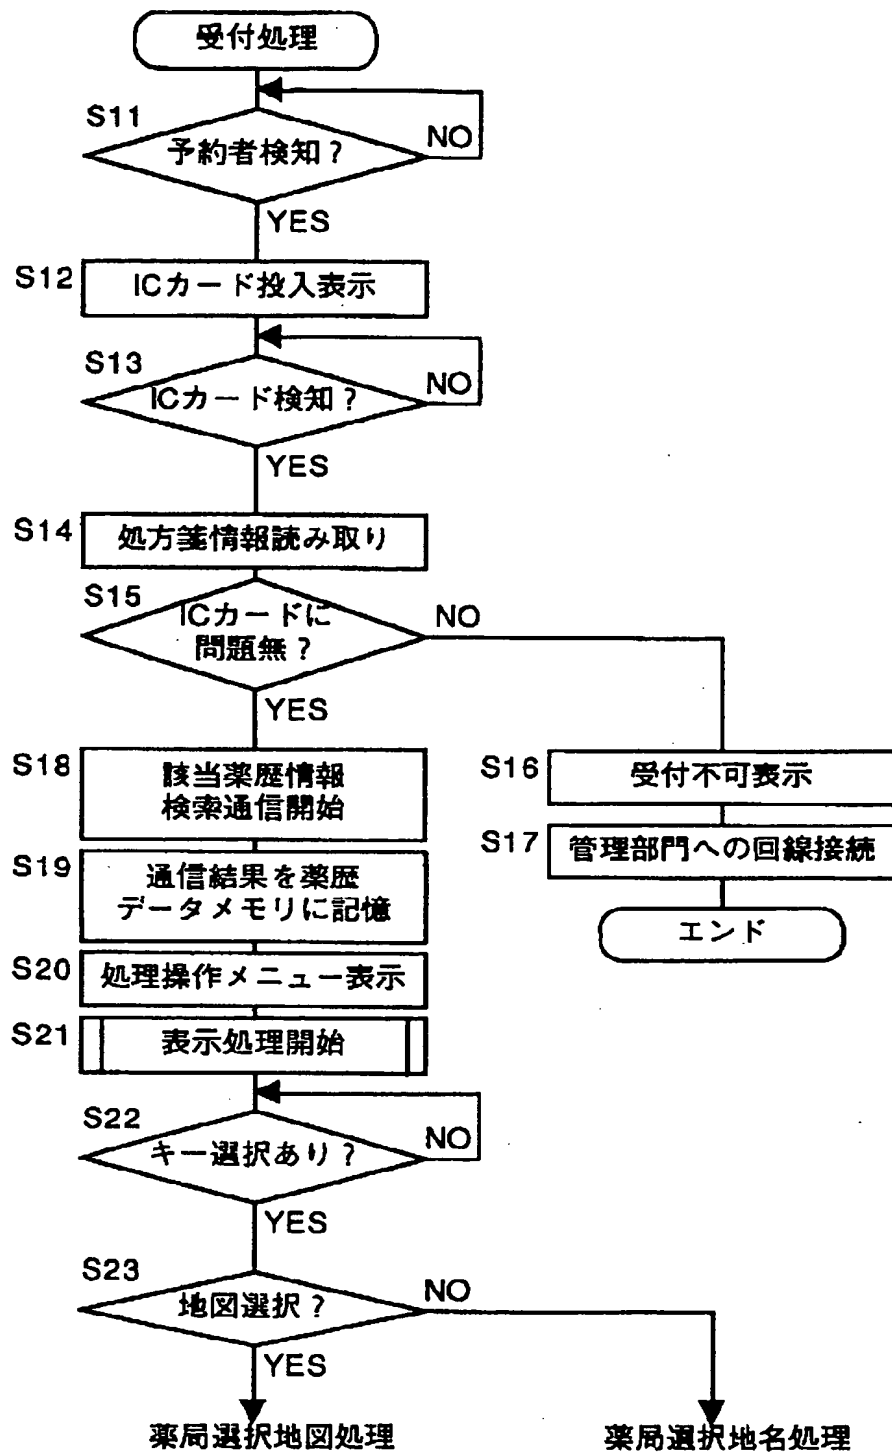 受付処理
S11
予約者検知？
NO
YES
S12
ICカード投入表示
S13
ICカード検知？
NO
YES
S14
処方箋情報読み取り
S15
ICカードに
問題無？
NO
YES
S18
該当薬歴情報
検索通信開始
S16
受付不可表示
S19
通信結果を薬歴
データメモリに記憶
S17
管理部門への回線接続
エンド
S20
処理操作メニュー表示
S21
表示処理開始
S22
キー選択あり？
NO
YES
S23
地図選択？
NO
YES
薬局選択地図処理
薬局選択地名処理